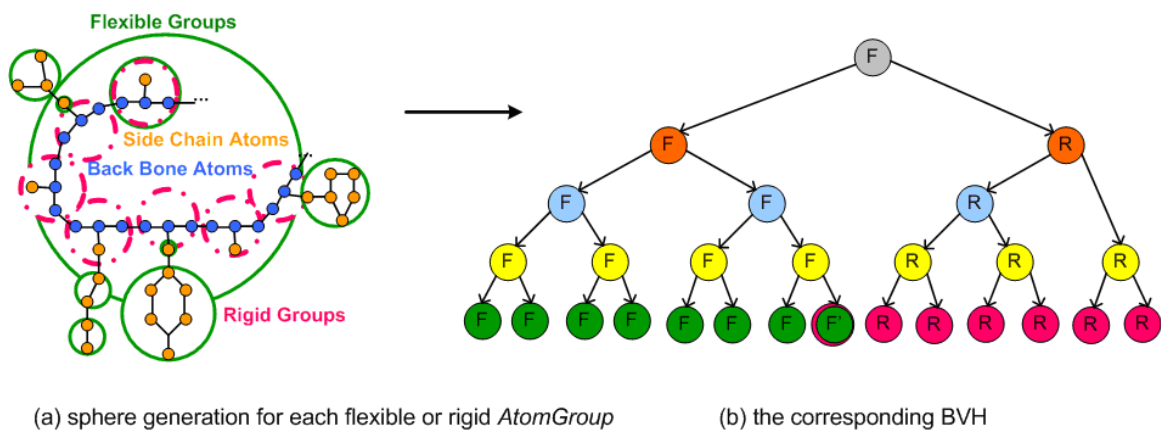 Flexible Groups
...
Side Chain Atoms
Back Bone Atoms
...
Rigid Groups
F
F R
F F R
F F F F R R R
F F F F F F F F' R R R R R R
(a) sphere generation for each flexible or rigid AtomGroup
(b) the corresponding BVH